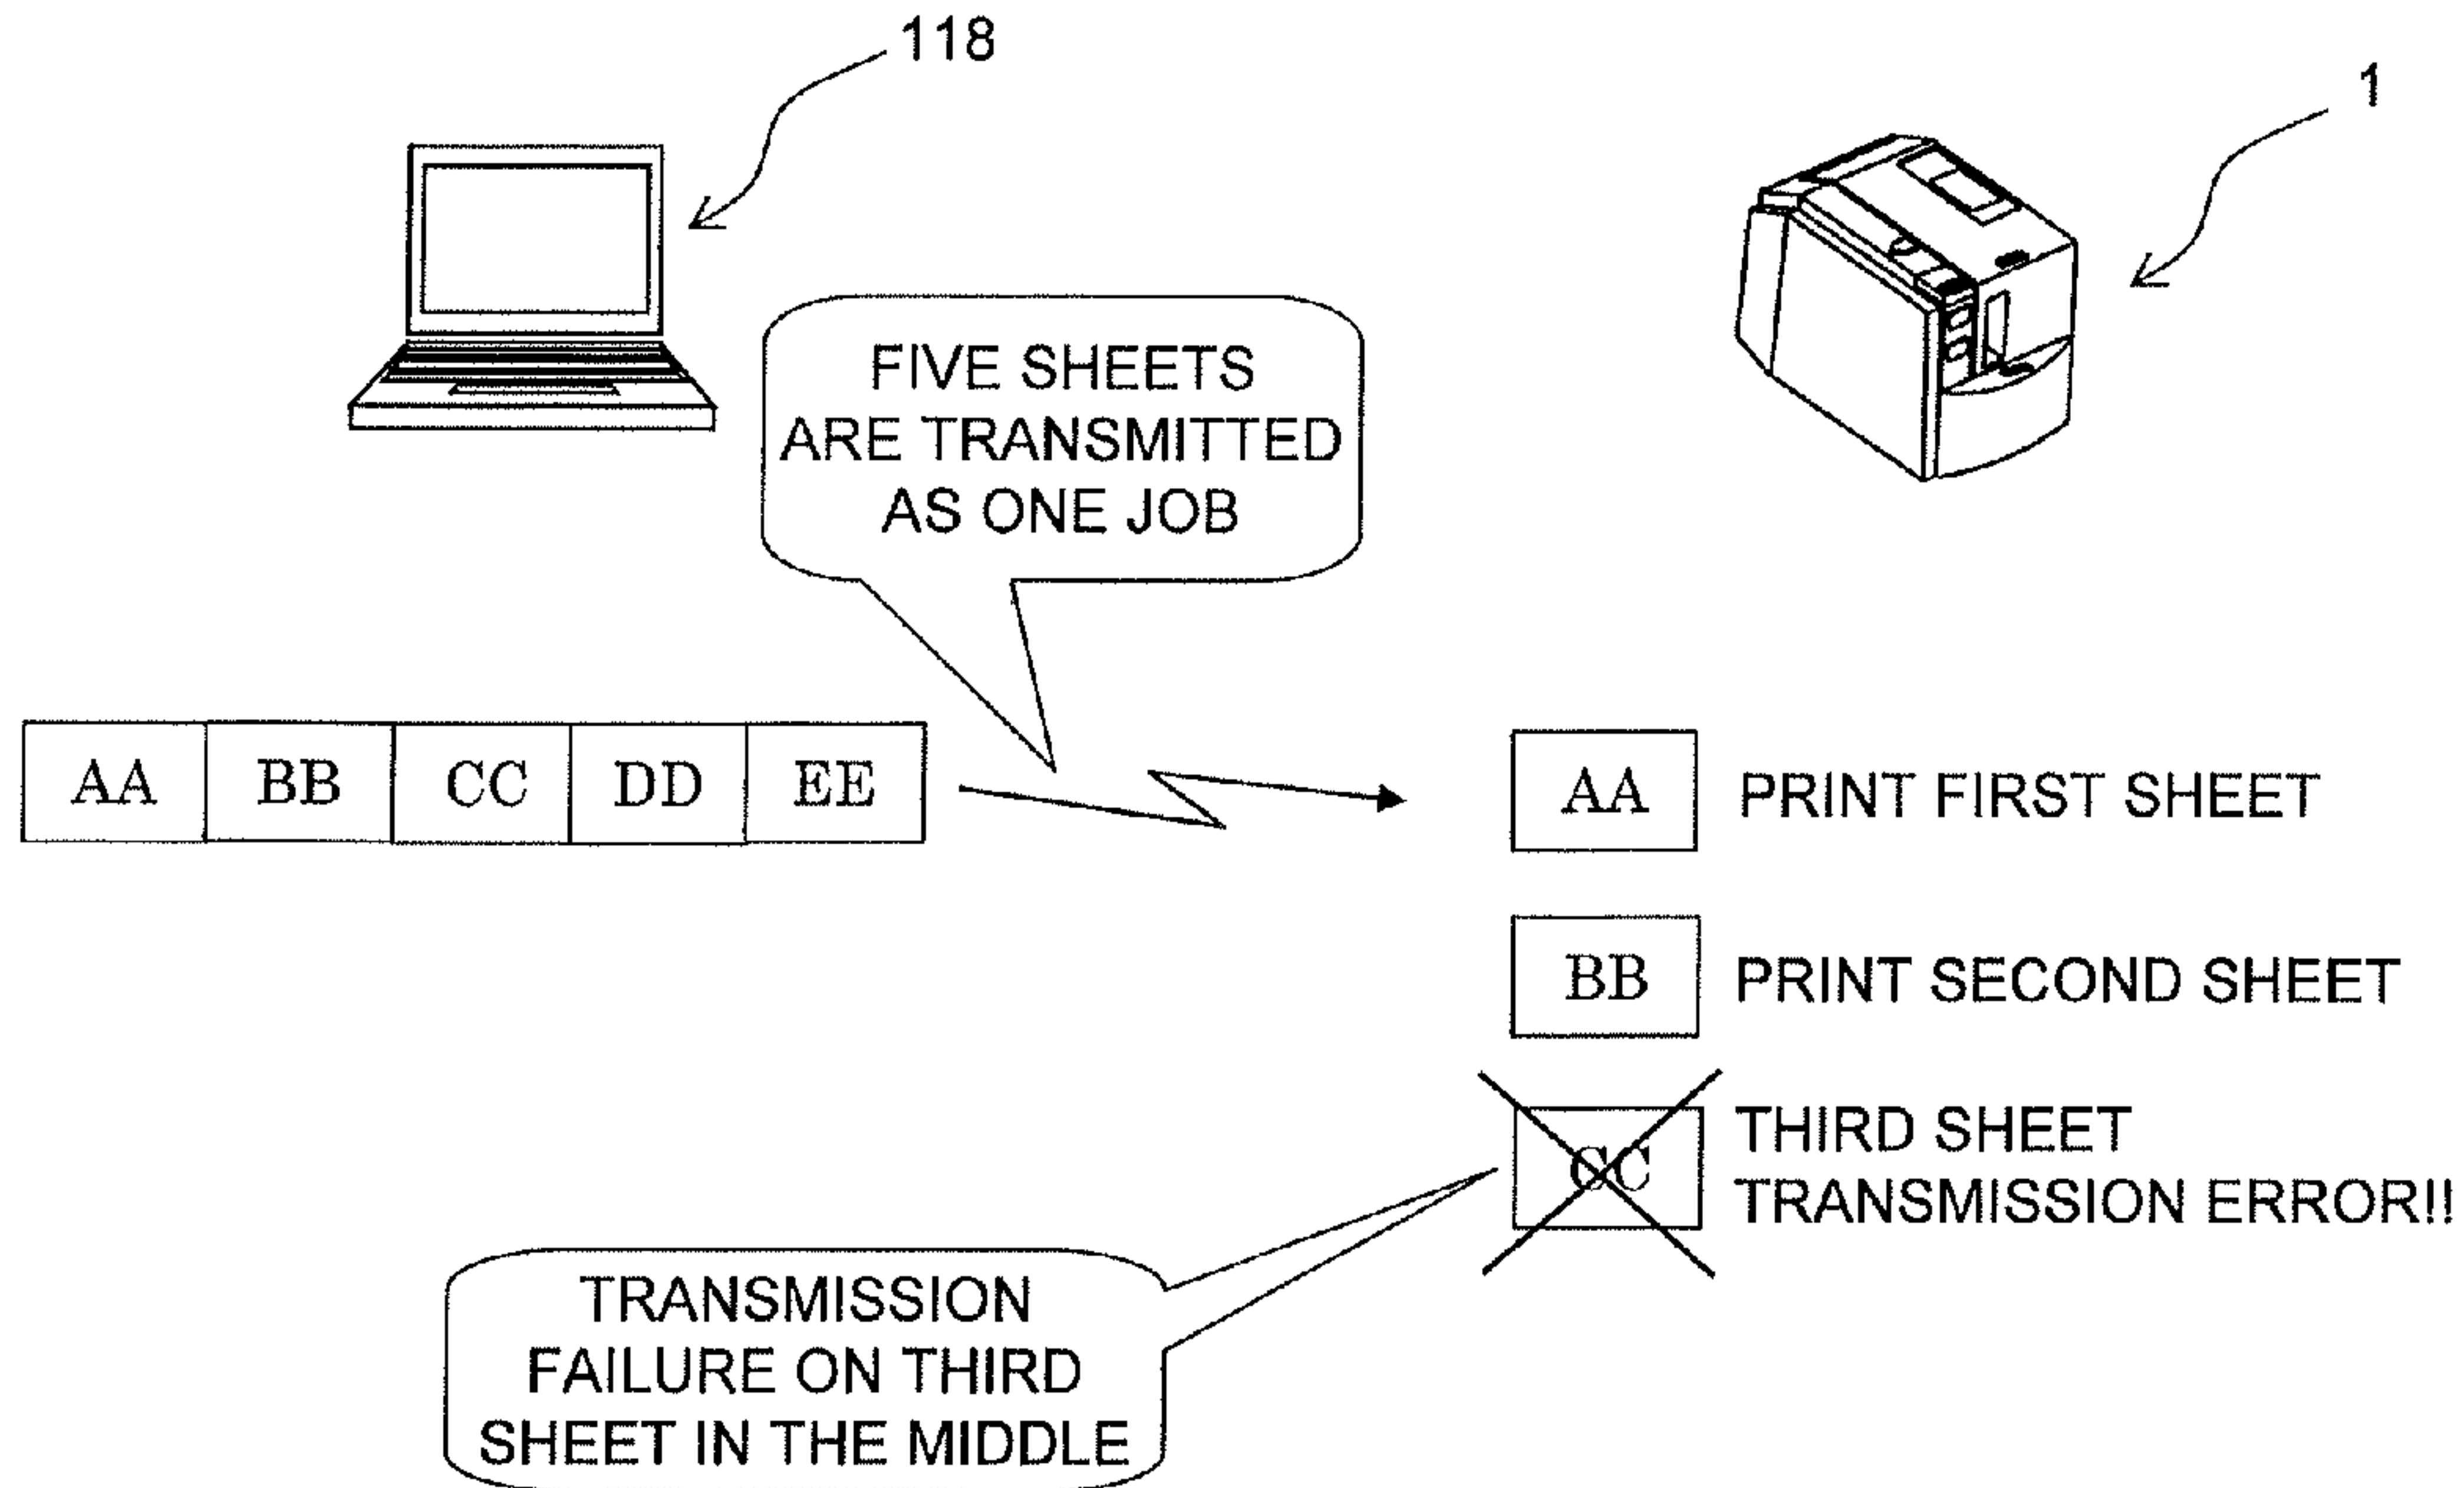 118
1
FIVE SHEETS
ARE TRANSMITTED
AS ONE JOB
AA BB CC DD EE
AA PRINT FIRST SHEET
BB PRINT SECOND SHEET
CC THIRD SHEET
TRANSMISSION ERROR!!
TRANSMISSION
FAILURE ON THIRD
SHEET IN THE MIDDLE